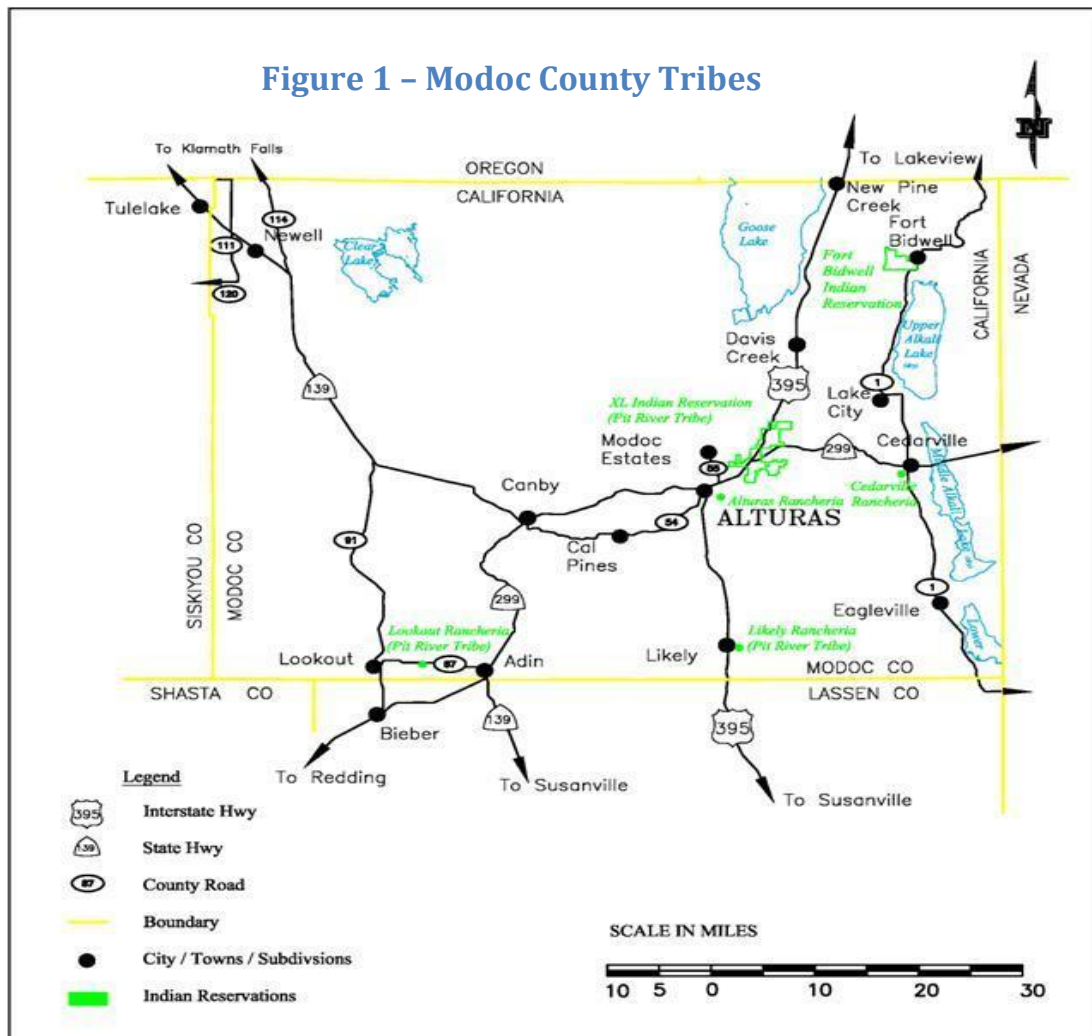 Figure 1 – Modoc County Tribes
N
To Klamath Falls
OREGON
CALIFORNIA
To Lakeview
New Pine
Creek
Fort
Bidwell
Tulelake
Newell
114
111
120
Clear
Lake
Goose
Lake
Fort
Bidwell
Indian
Reservation
CALIFORNIA
NEVADA
Upper
Alkali
Lake
Davis
Creek
395
139
1
Lake
City
XL Indian Reservation
(Pit River Tribe)
Modoc
Estates
299
Cedarville
Canby
Alturas Rancheria
ALTURAS
Cedarville
Rancheria
Middle Alkali Lake
54
Cal
Pines
91
SISKIYOU CO
MODOC CO
299
1
Eagleville
Lower
Lookout Rancheria
(Pit River Tribe)
Likely Rancheria
(Pit River Tribe)
Lookout
87
Adin
Likely
MODOC CO
LASSEN CO
SHASTA CO
Bieber
139
395
To Redding
To Susanville
To Susanville
Legend
395
Interstate Hwy
139
State Hwy
87
County Road
Boundary
City / Towns / Subdivsions
Indian Reservations
SCALE IN MILES
10 5 0 10 20 30